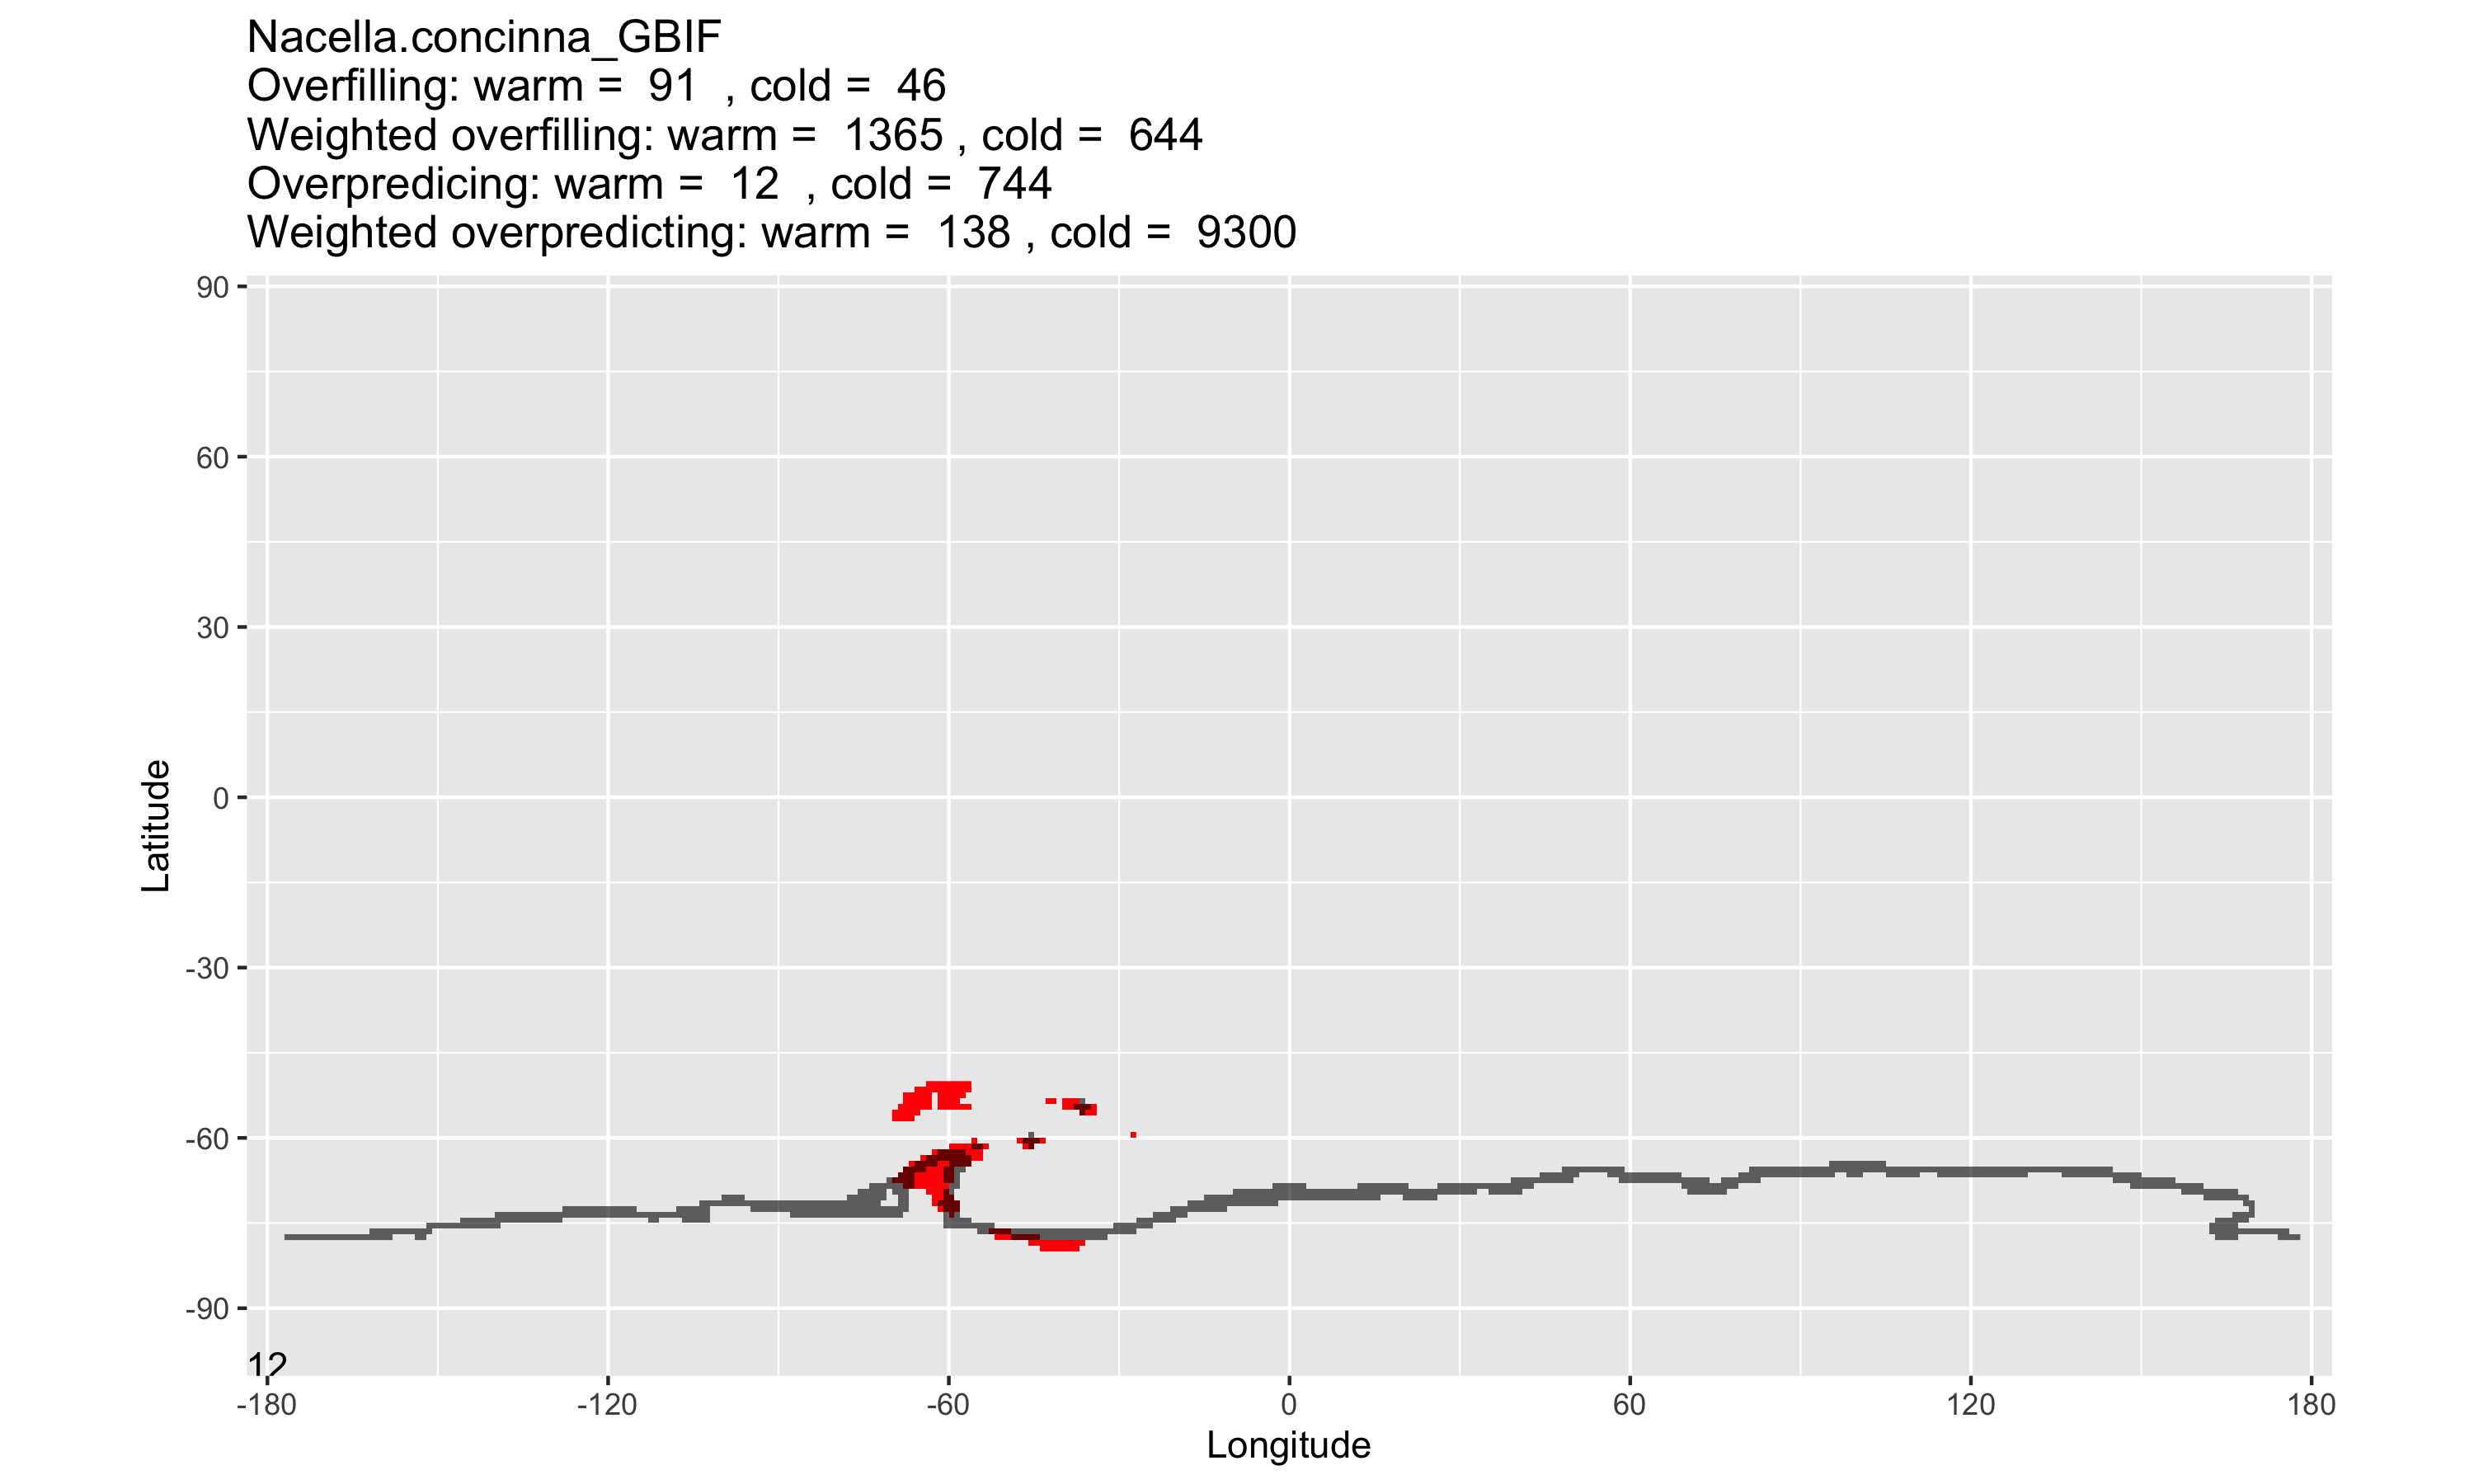 Nacella.concinna_GBIF
Overfilling: warm =  91  , cold =  46
Weighted overfilling: warm =  1365 , cold =  644
Overpredicing: warm =  12  , cold =  744
Weighted overpredicting: warm =  138 , cold =  9300
90
60
30
0
-30
-60
-90
Latitude
12
-180
-120
-60
0
60
120
180
Longitude